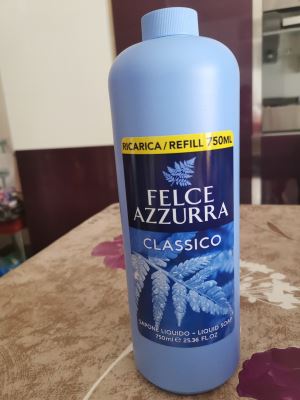 RICARICA/REFILL 750ML
FELCE
AZZURRA
CLASSICO
SAPONE LIQUIDO - LIQUID SOAP
750ml ℮ 25.36 FL.OZ